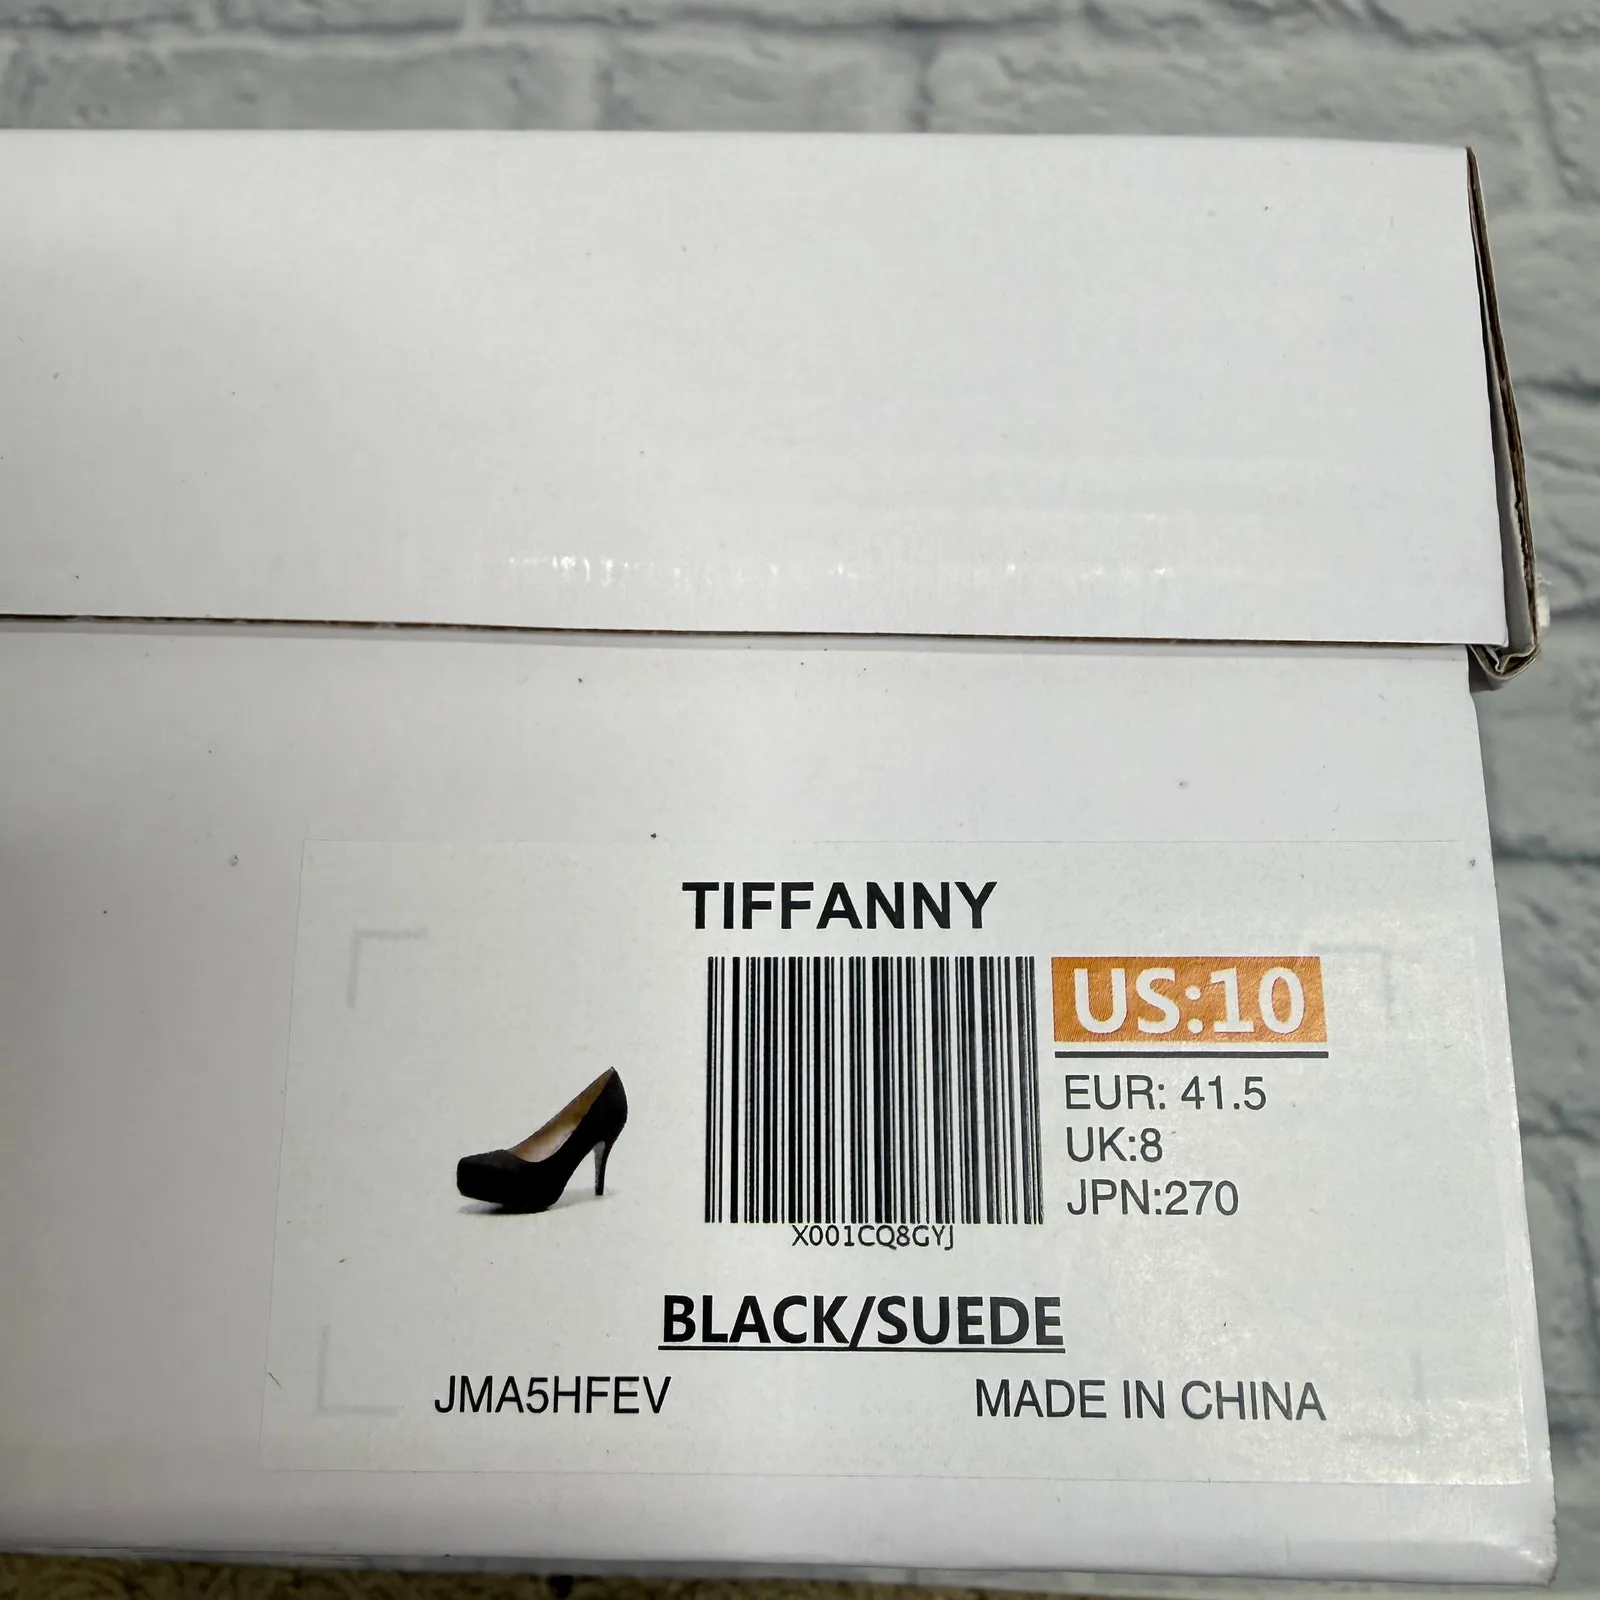 TIFFANNY
US:10
EUR: 41.5
UK:8
JPN:270
X001CQ8GYJ
BLACK/SUEDE
JMA5HFEV
MADE IN CHINA